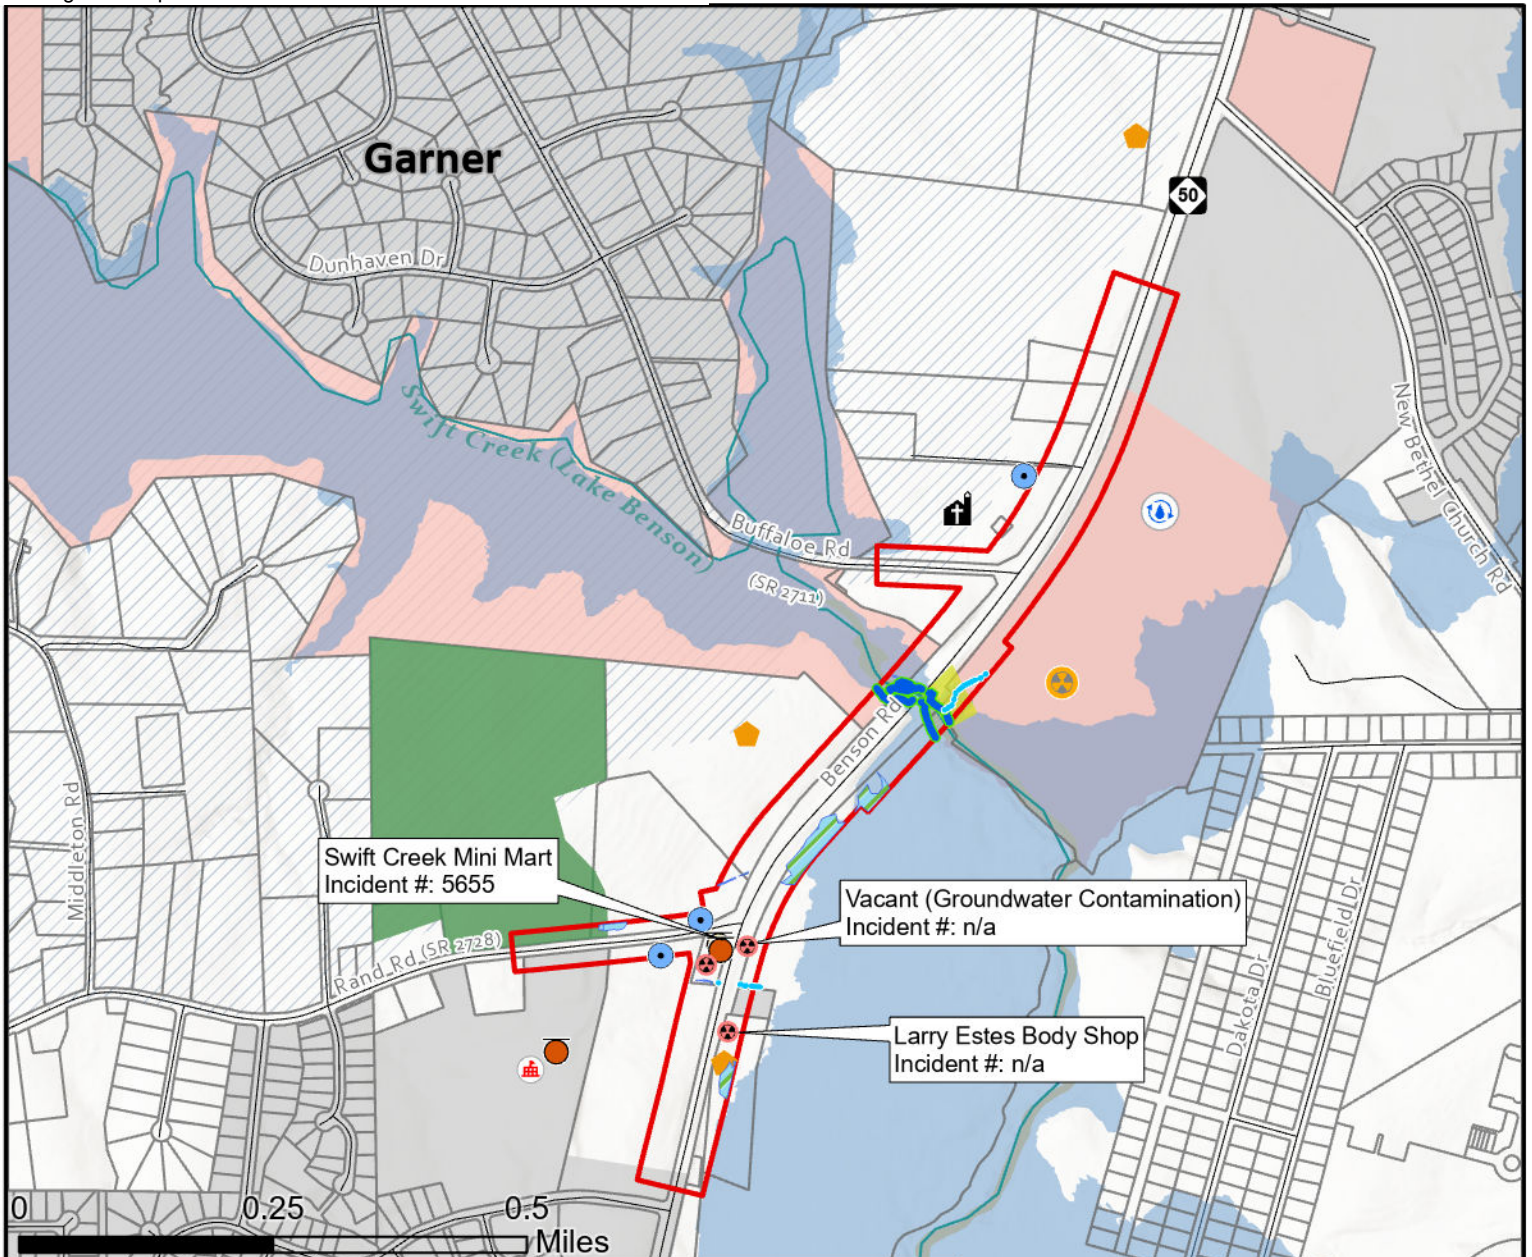 Garner
50
Dunhaven Dr
Swift Creek (Lake Benson)
New Bethel Church Rd
Buffaloe Rd
(SR 2711)
Benson Rd
Middleton Rd
Swift Creek Mini Mart
Incident #: 5655
Vacant (Groundwater Contamination)
Incident #: n/a
Rand Rd (SR 2728)
Larry Estes Body Shop
Incident #: n/a
Dakota Dr
Bluefield Dr
0 0.25 0.5
Miles